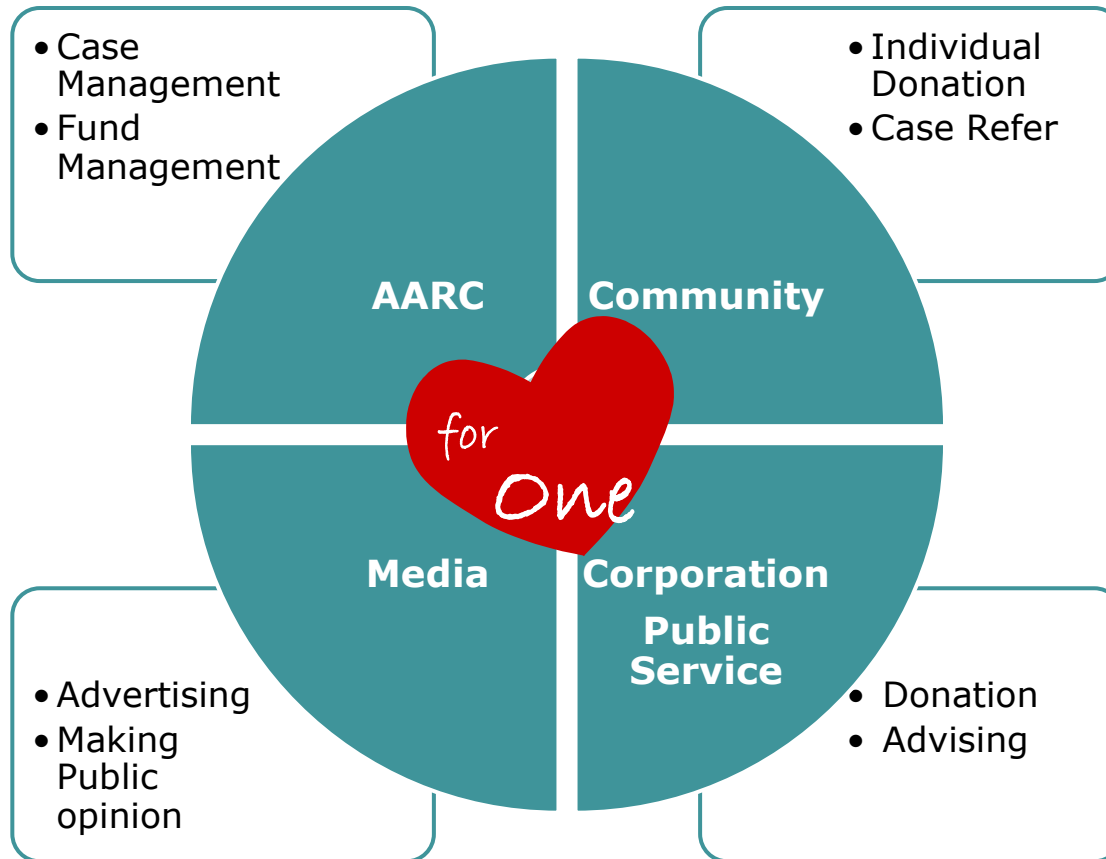 • Case
Management
• Fund
Management
• Individual
Donation
• Case Refer
AARC
Community
for
One
Media
Corporation
Public
Service
• Advertising
• Making
Public
opinion
• Donation
• Advising